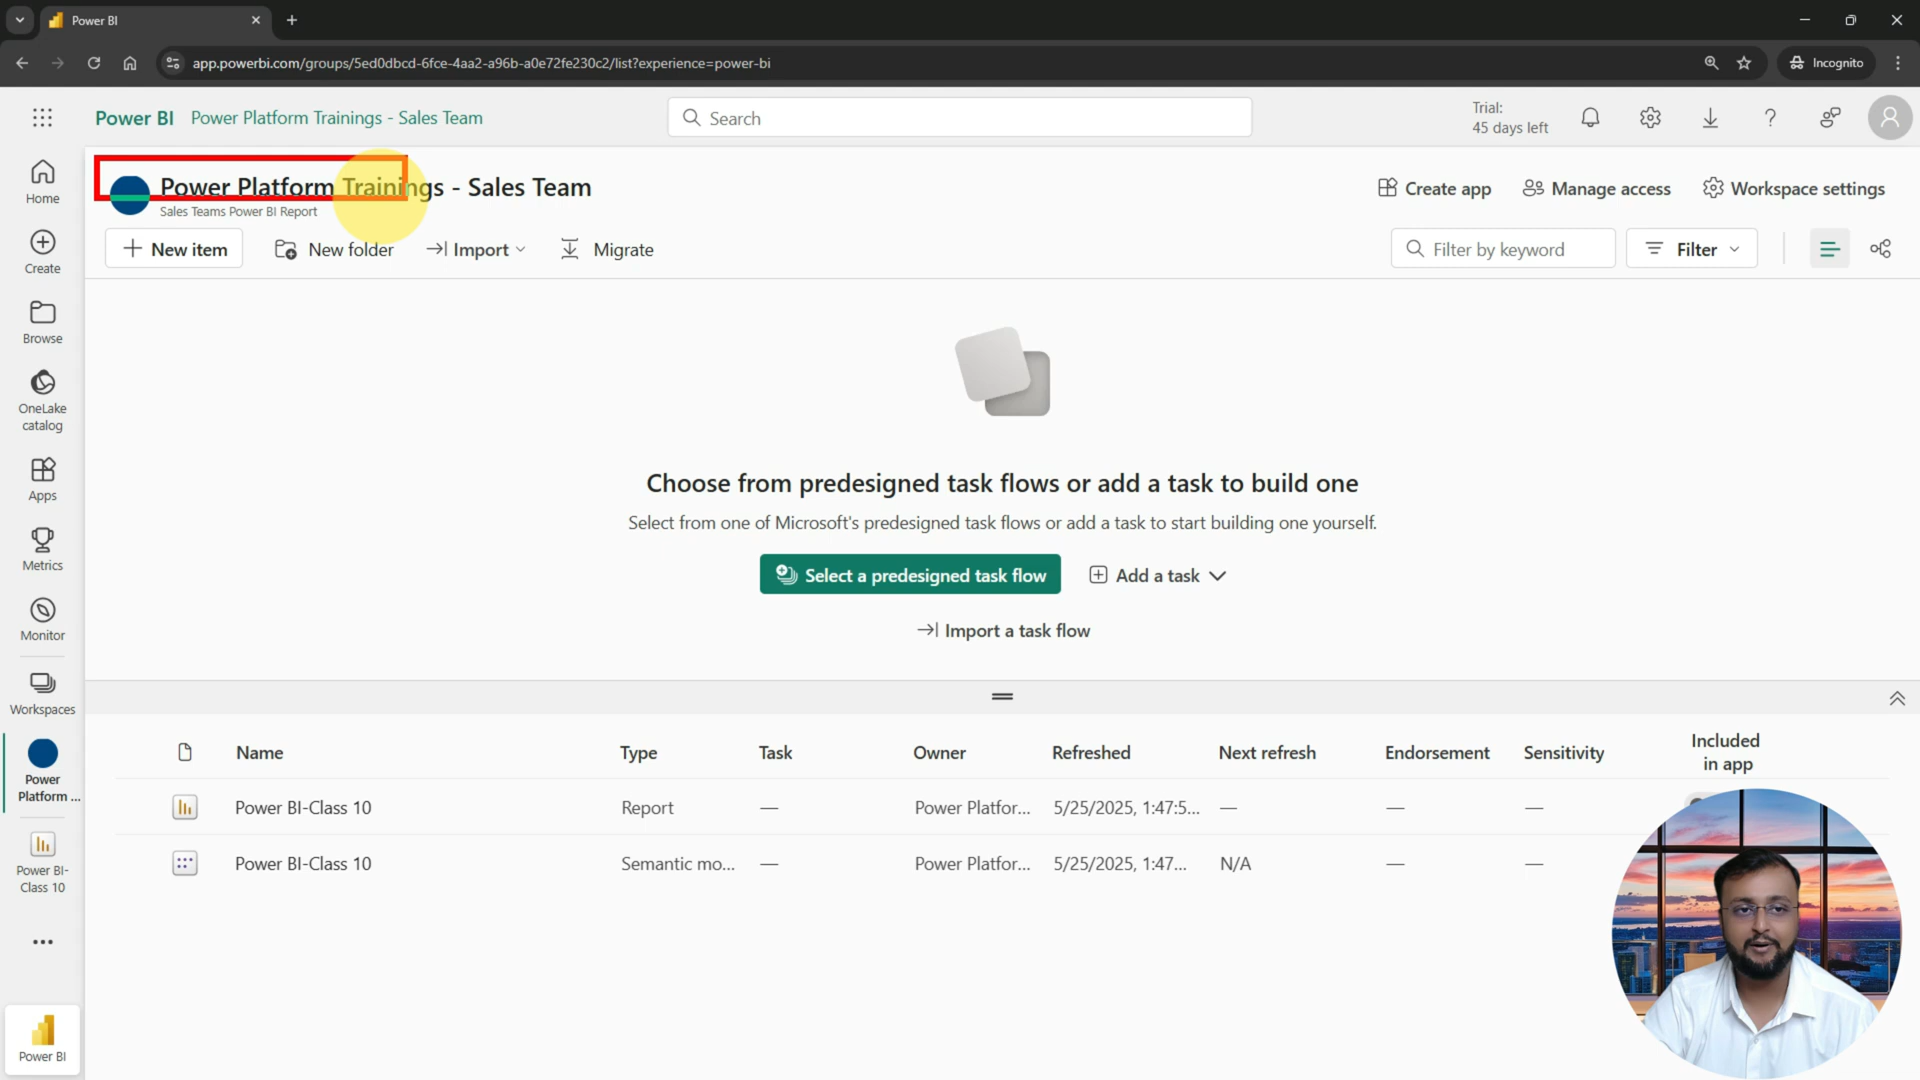 Power BI
app.powerbi.com/groups/5ed0dbcd-6fce-4aa2-a96b-a0e72fe230c2/list?experience=power-bi
Incognito
Power BI Power Platform Trainings - Sales Team
Search
Trial:
45 days left
Power Platform Trainings - Sales Team
Sales Teams Power BI Report
Create app
Manage access
Workspace settings
New item
New folder
Import
Migrate
Filter by keyword
Filter
Home
Create
Browse
OneLake
catalog
Apps
Metrics
Monitor
Workspaces
Power
Platform ...
Power BI-
Class 10
Power BI
Choose from predesigned task flows or add a task to build one
Select from one of Microsoft's predesigned task flows or add a task to start building one yourself.
Select a predesigned task flow
Add a task
Import a task flow
Name Type Task Owner Refreshed Next refresh Endorsement Sensitivity Included in app
Power BI-Class 10 Report — Power Platfor... 5/25/2025, 1:47:5... — — —
Power BI-Class 10 Semantic mo... — Power Platfor... 5/25/2025, 1:47... N/A — —